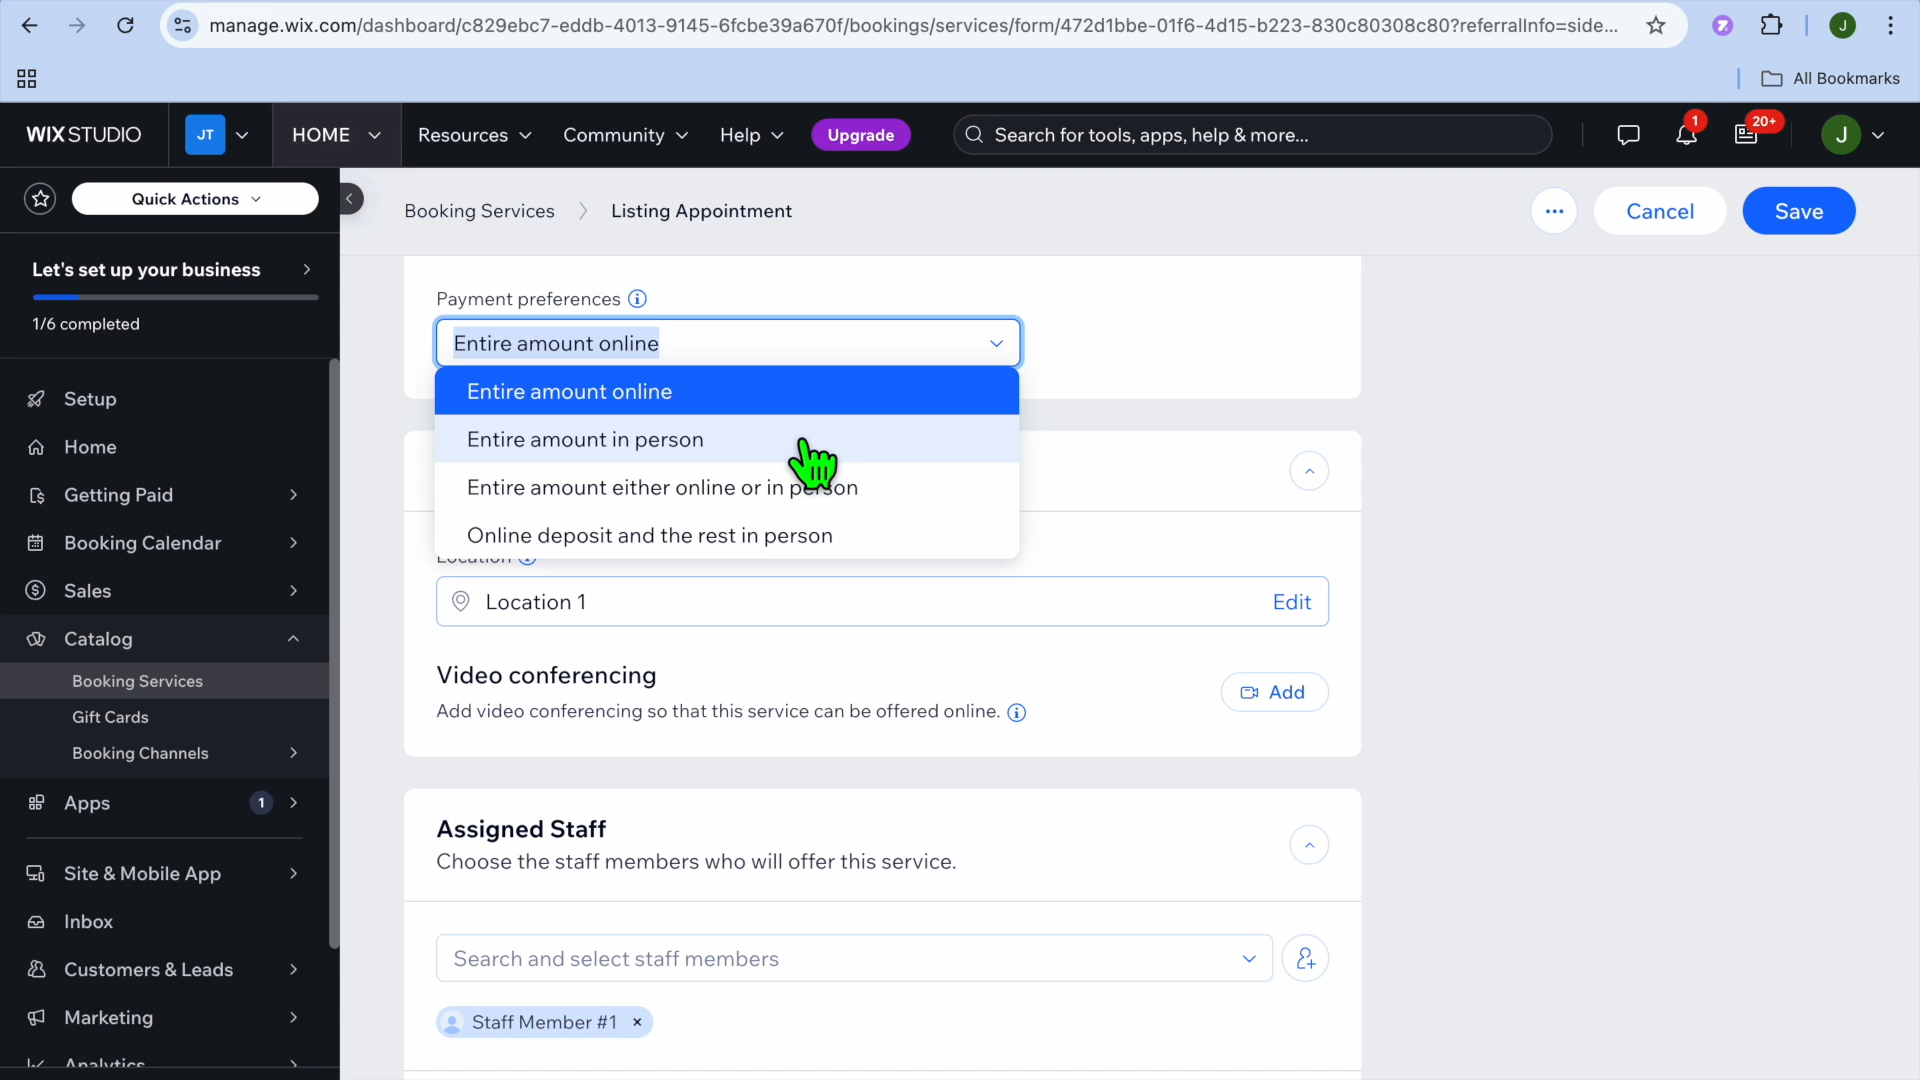 manage.wix.com/dashboard/c829ebc7-eddb-4013-9145-6fcbe39a670f/bookings/services/form/472d1bbe-01f6-4d15-b223-830c80308c80?referralInfo=side...
J
All Bookmarks
WIX STUDIO
JT
HOME
Resources
Community
Help
Upgrade
Search for tools, apps, help & more...
1
20+
J
Quick Actions
Booking Services
Listing Appointment
Cancel
Save
Let's set up your business
1/6 completed
Setup
Home
Getting Paid
Booking Calendar
Sales
Catalog
Booking Services
Gift Cards
Booking Channels
Apps
1
Site & Mobile App
Inbox
Customers & Leads
Marketing
Analytics
Payment preferences
Entire amount online
Entire amount online
Entire amount in person
Entire amount either online or in person
Online deposit and the rest in person
Location
Location 1
Edit
Video conferencing
Add video conferencing so that this service can be offered online.
Add
Assigned Staff
Choose the staff members who will offer this service.
Search and select staff members
Staff Member #1